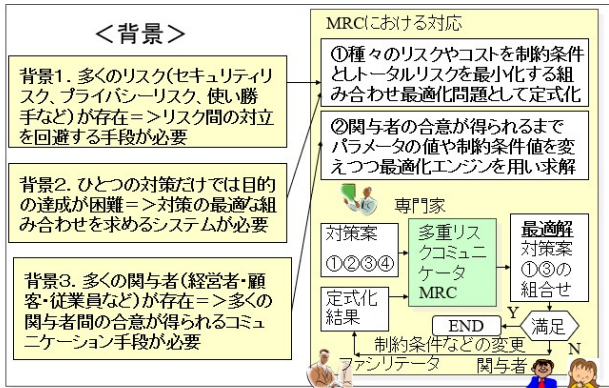 ＜背景＞
背景1．多くのリスク(セキュリティリ
スク、プライバシーリスク、使い勝
手など)が存在＝＞リスク間の対立
を回避する手段が必要
背景2．ひとつの対策だけでは目的
の達成が困難＝＞対策の最適な組
み合わせを求めるシステムが必要
背景3．多くの関与者(経営者・顧
客・従業員など)が存在＝＞多くの
関与者間の合意が得られるコミュ
ニケーション手段が必要
MRCにおける対応
①種々のリスクやコストを制約条件
としトータルリスクを最小化する組
み合わせ最適化問題として定式化
②関与者の合意が得られるまで
パラメータの値や制約条件値を変
えつつ最適化エンジンを用い求解
専門家
対策案
①②③④
多重リス
クコミュニ
ケータ
MRC
最適解
対策案
①③の
組合せ
定式化
結果
END
Y
満足
N
制約条件などの変更
ファシリテータ
関与者